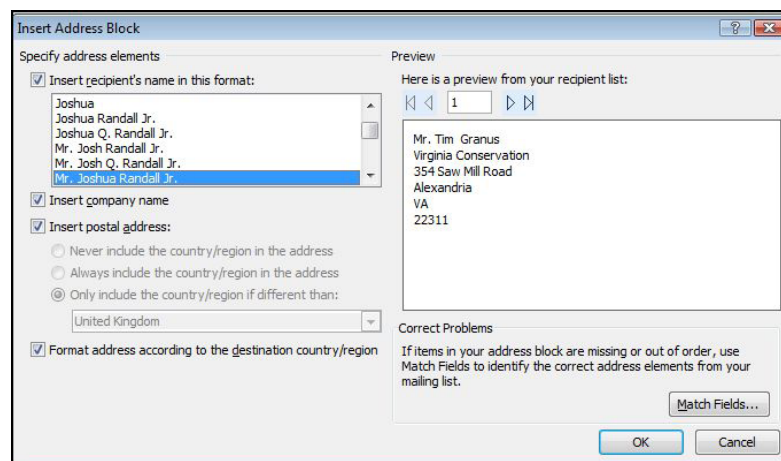 Insert Address Block
Specify address elements
Insert recipient's name in this format:
Joshua
Joshua Randall Jr.
Joshua Q. Randall Jr.
Mr. Josh Randall Jr.
Mr. Josh Q. Randall Jr.
Mr. Joshua Randall Jr.
Insert company name
Insert postal address:
Never include the country/region in the address
Always include the country/region in the address
Only include the country/region if different than:
United Kingdom
Format address according to the destination country/region
Preview
Here is a preview from your recipient list:
1
Mr. Tim Granus
Virginia Conservation
354 Saw Mill Road
Alexandria
VA
22311
Correct Problems
If items in your address block are missing or out of order, use
Match Fields to identify the correct address elements from your
mailing list.
Match Fields...
OK
Cancel